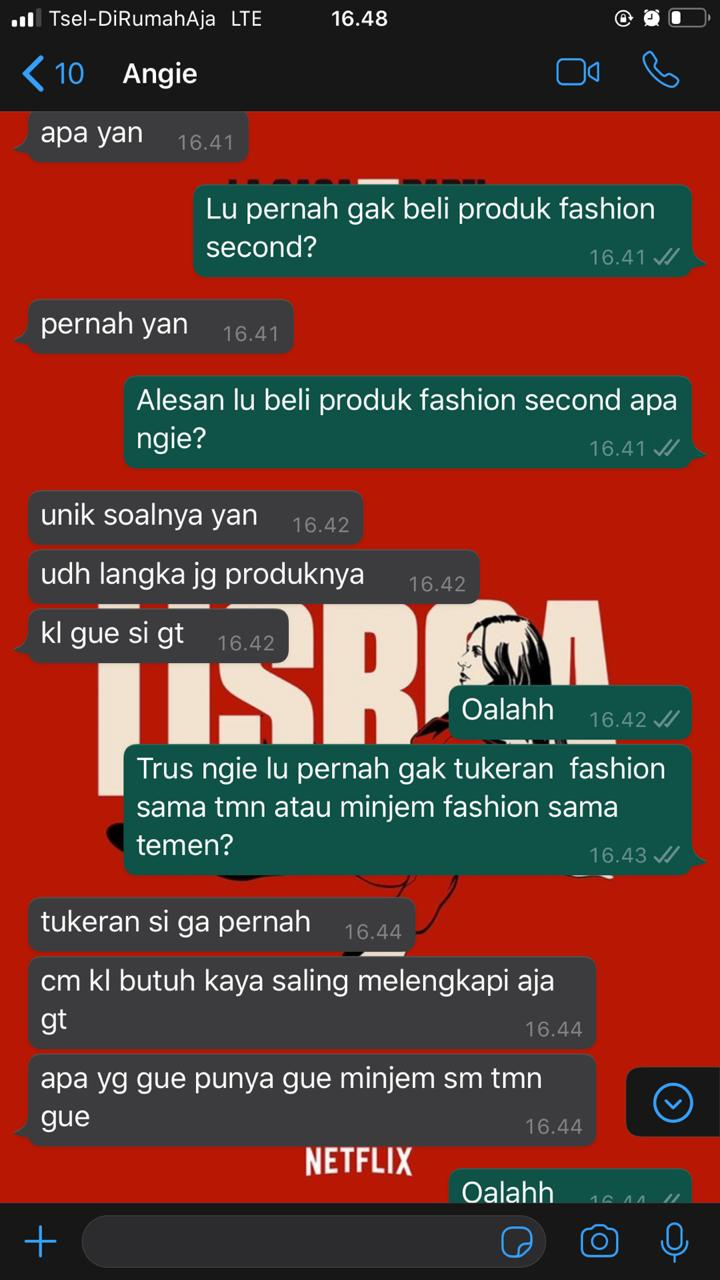 Tsel-DiRumahAja LTE 16.48
10 Angie
apa yan 16.41
Lu pernah gak beli produk fashion
second? 16.41
pernah yan 16.41
Alesan lu beli produk fashion second apa
ngie? 16.41
unik soalnya yan 16.42
udh langka jg produknya 16.42
kl gue si gt 16.42
Oalahh 16.42
Trus ngie lu pernah gak tukeran fashion
sama tmn atau minjem fashion sama
temen? 16.43
tukeran si ga pernah 16.44
cm kl butuh kaya saling melengkapi aja
gt 16.44
apa yg gue punya gue minjem sm tmn
gue 16.44
NETFLIX
Oalahh 16.44